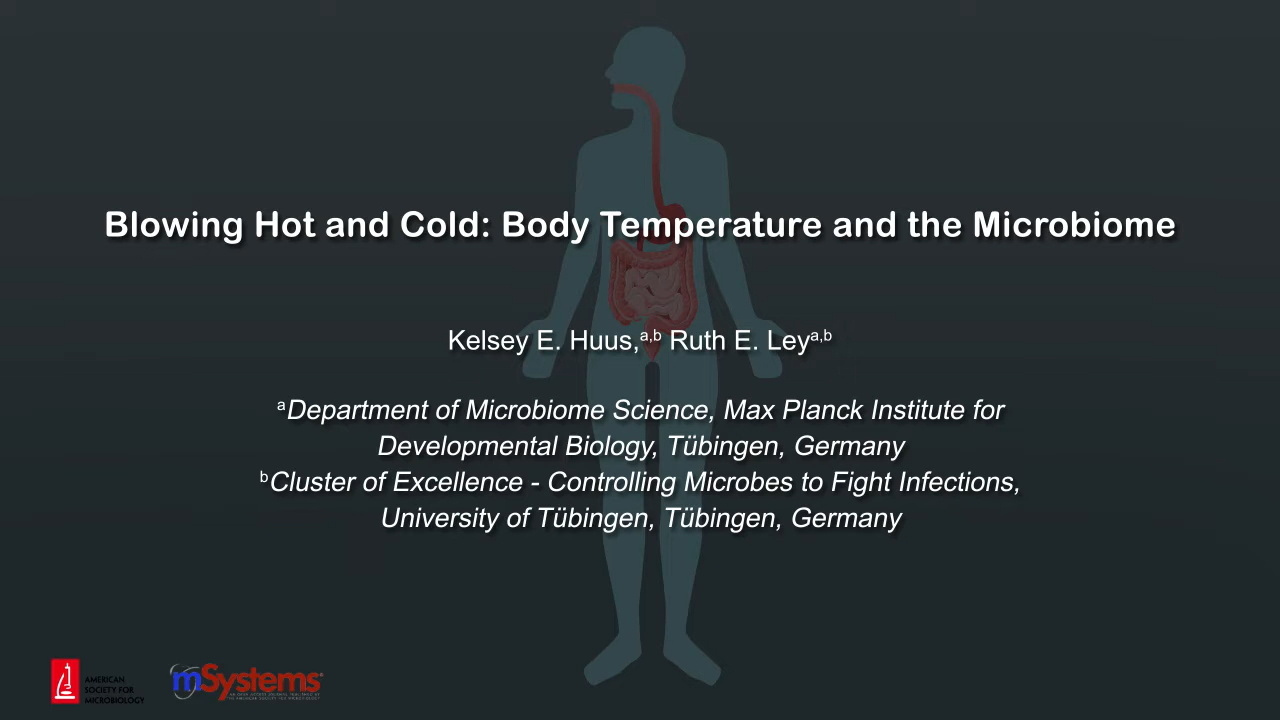 Blowing Hot and Cold: Body Temperature and the Microbiome
Kelsey E. Huus,a,b Ruth E. Leya,b
aDepartment of Microbiome Science, Max Planck Institute for
Developmental Biology, Tübingen, Germany
bCluster of Excellence - Controlling Microbes to Fight Infections,
University of Tübingen, Tübingen, Germany
AMERICAN
SOCIETY FOR
MICROBIOLOGY
mSystems